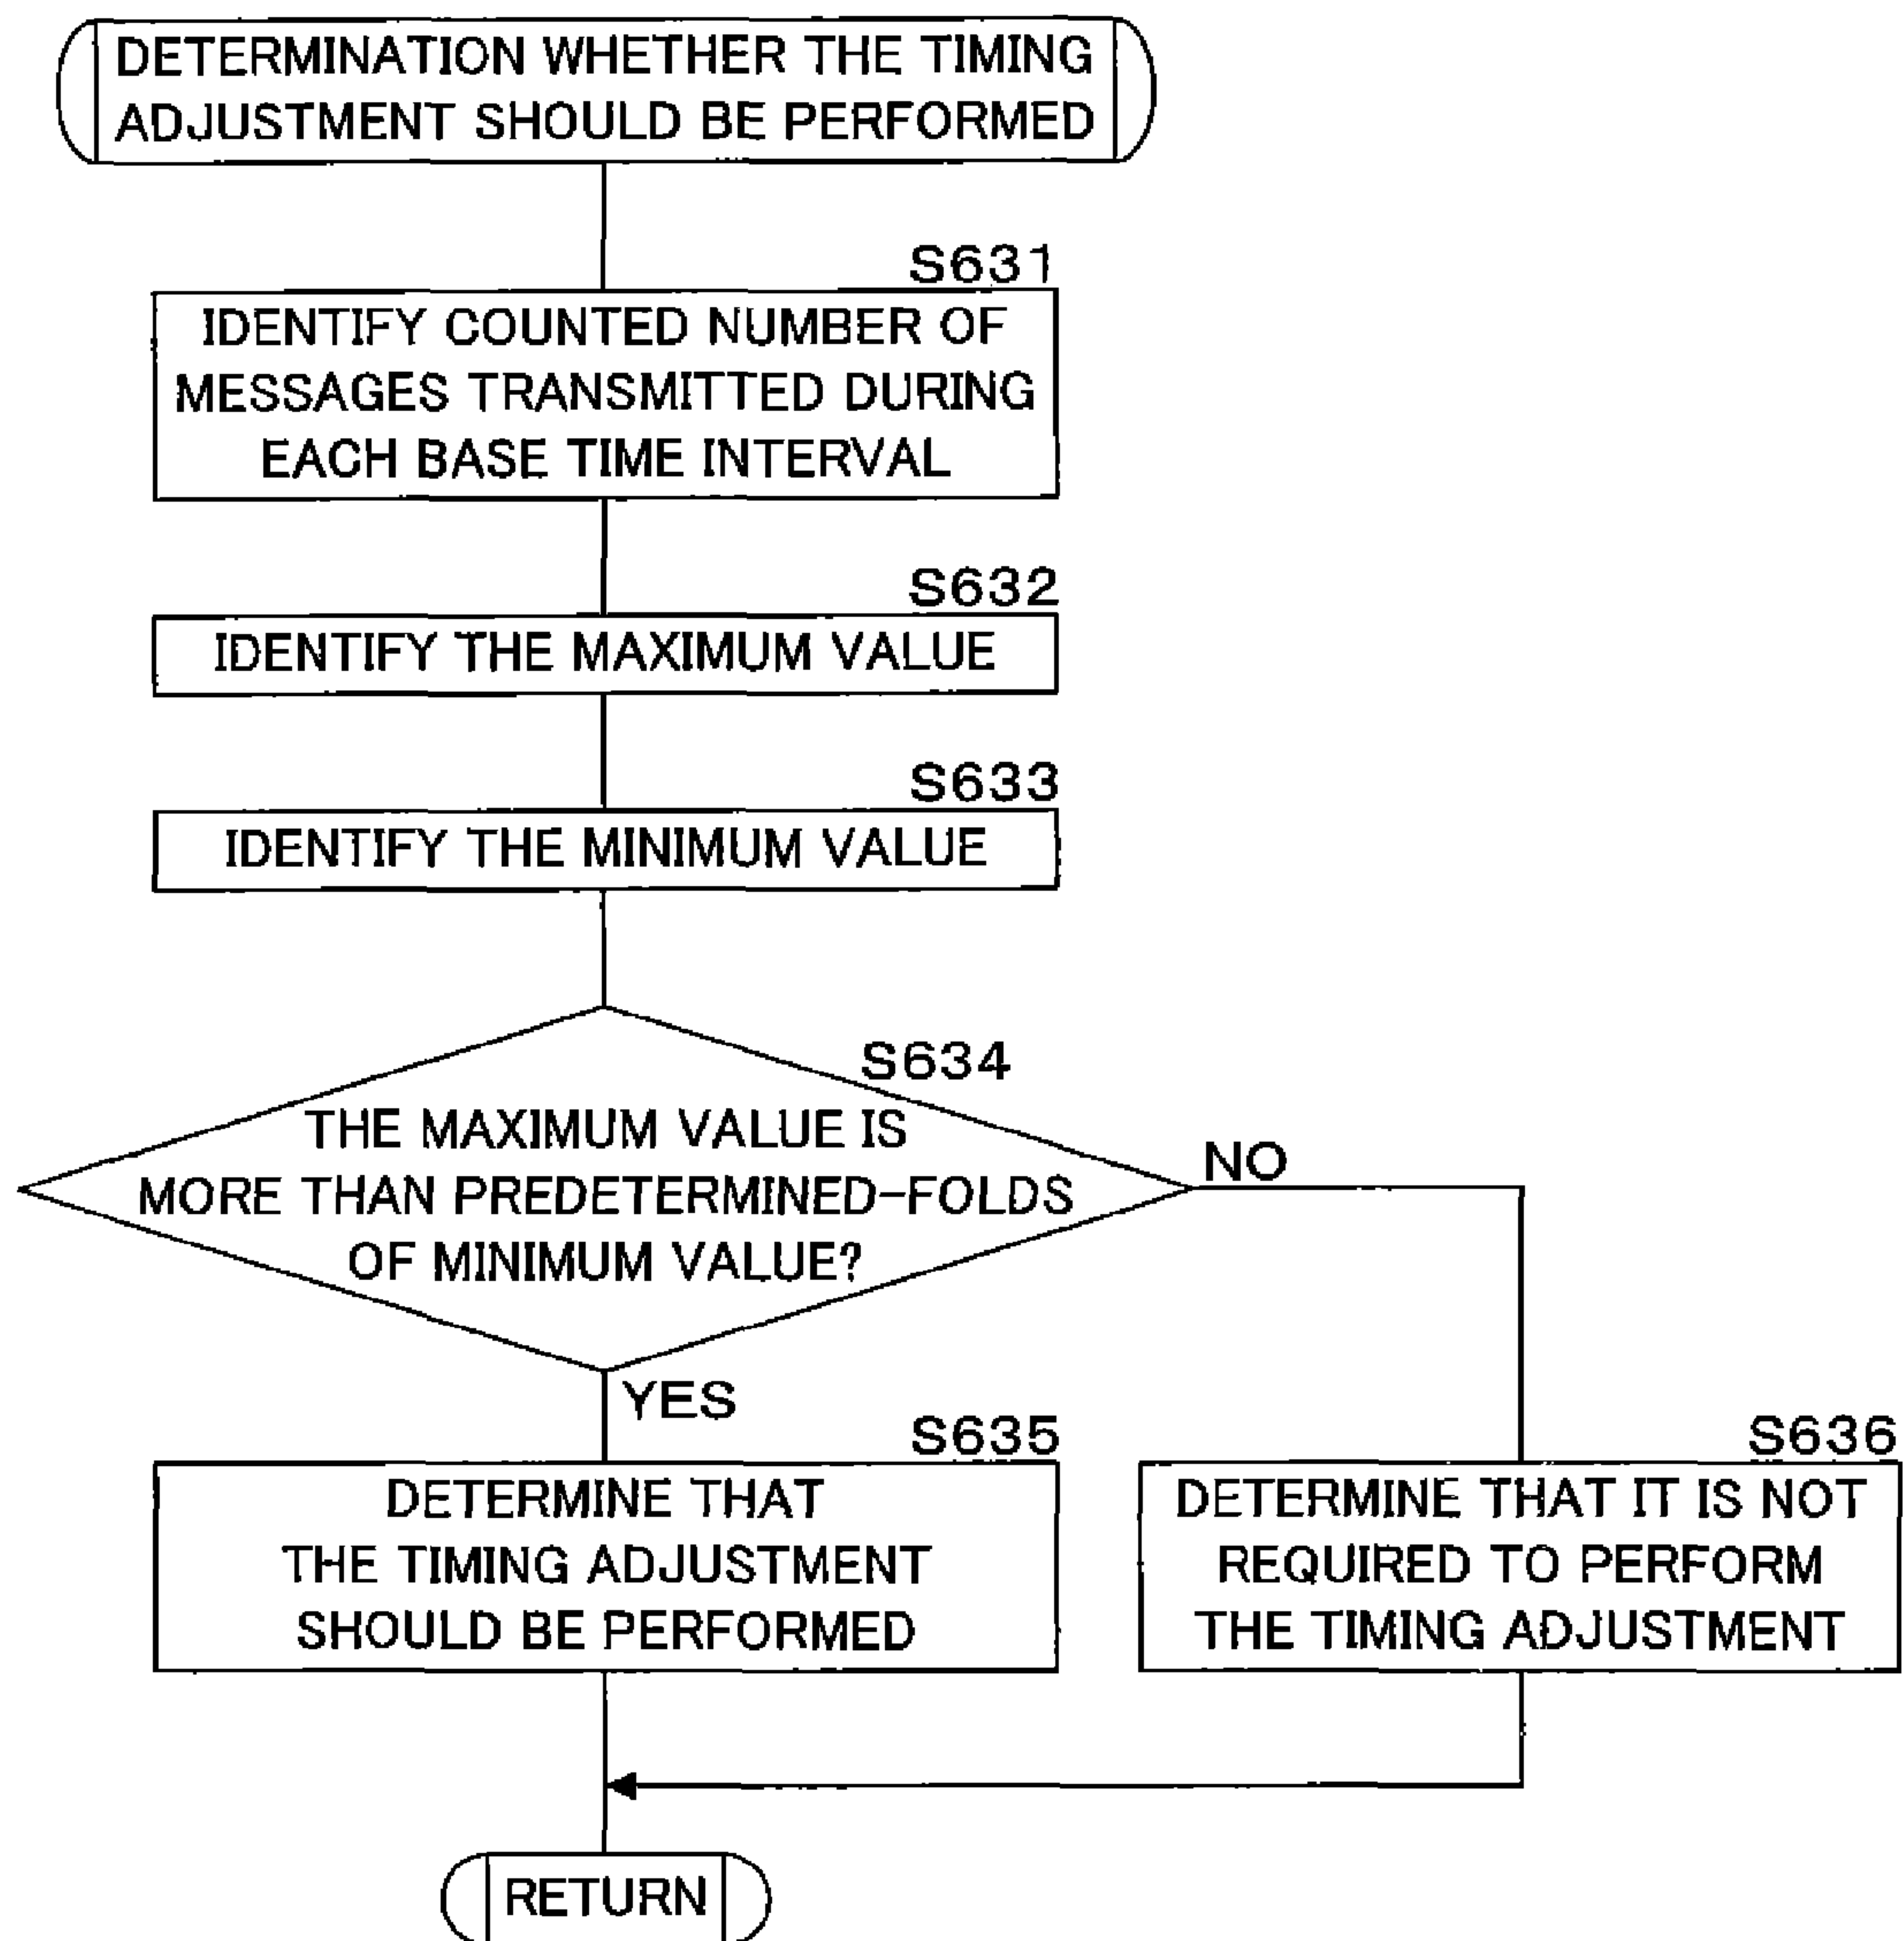 DETERMINATION WHETHER THE TIMING
ADJUSTMENT SHOULD BE PERFORMED
S631
IDENTIFY COUNTED NUMBER OF
MESSAGES TRANSMITTED DURING
EACH BASE TIME INTERVAL
S632
IDENTIFY THE MAXIMUM VALUE
S633
IDENTIFY THE MINIMUM VALUE
S634
THE MAXIMUM VALUE IS
MORE THAN PREDETERMINED-FOLDS
OF MINIMUM VALUE?
NO
YES
S635
DETERMINE THAT
THE TIMING ADJUSTMENT
SHOULD BE PERFORMED
S636
DETERMINE THAT IT IS NOT
REQUIRED TO PERFORM
THE TIMING ADJUSTMENT
RETURN